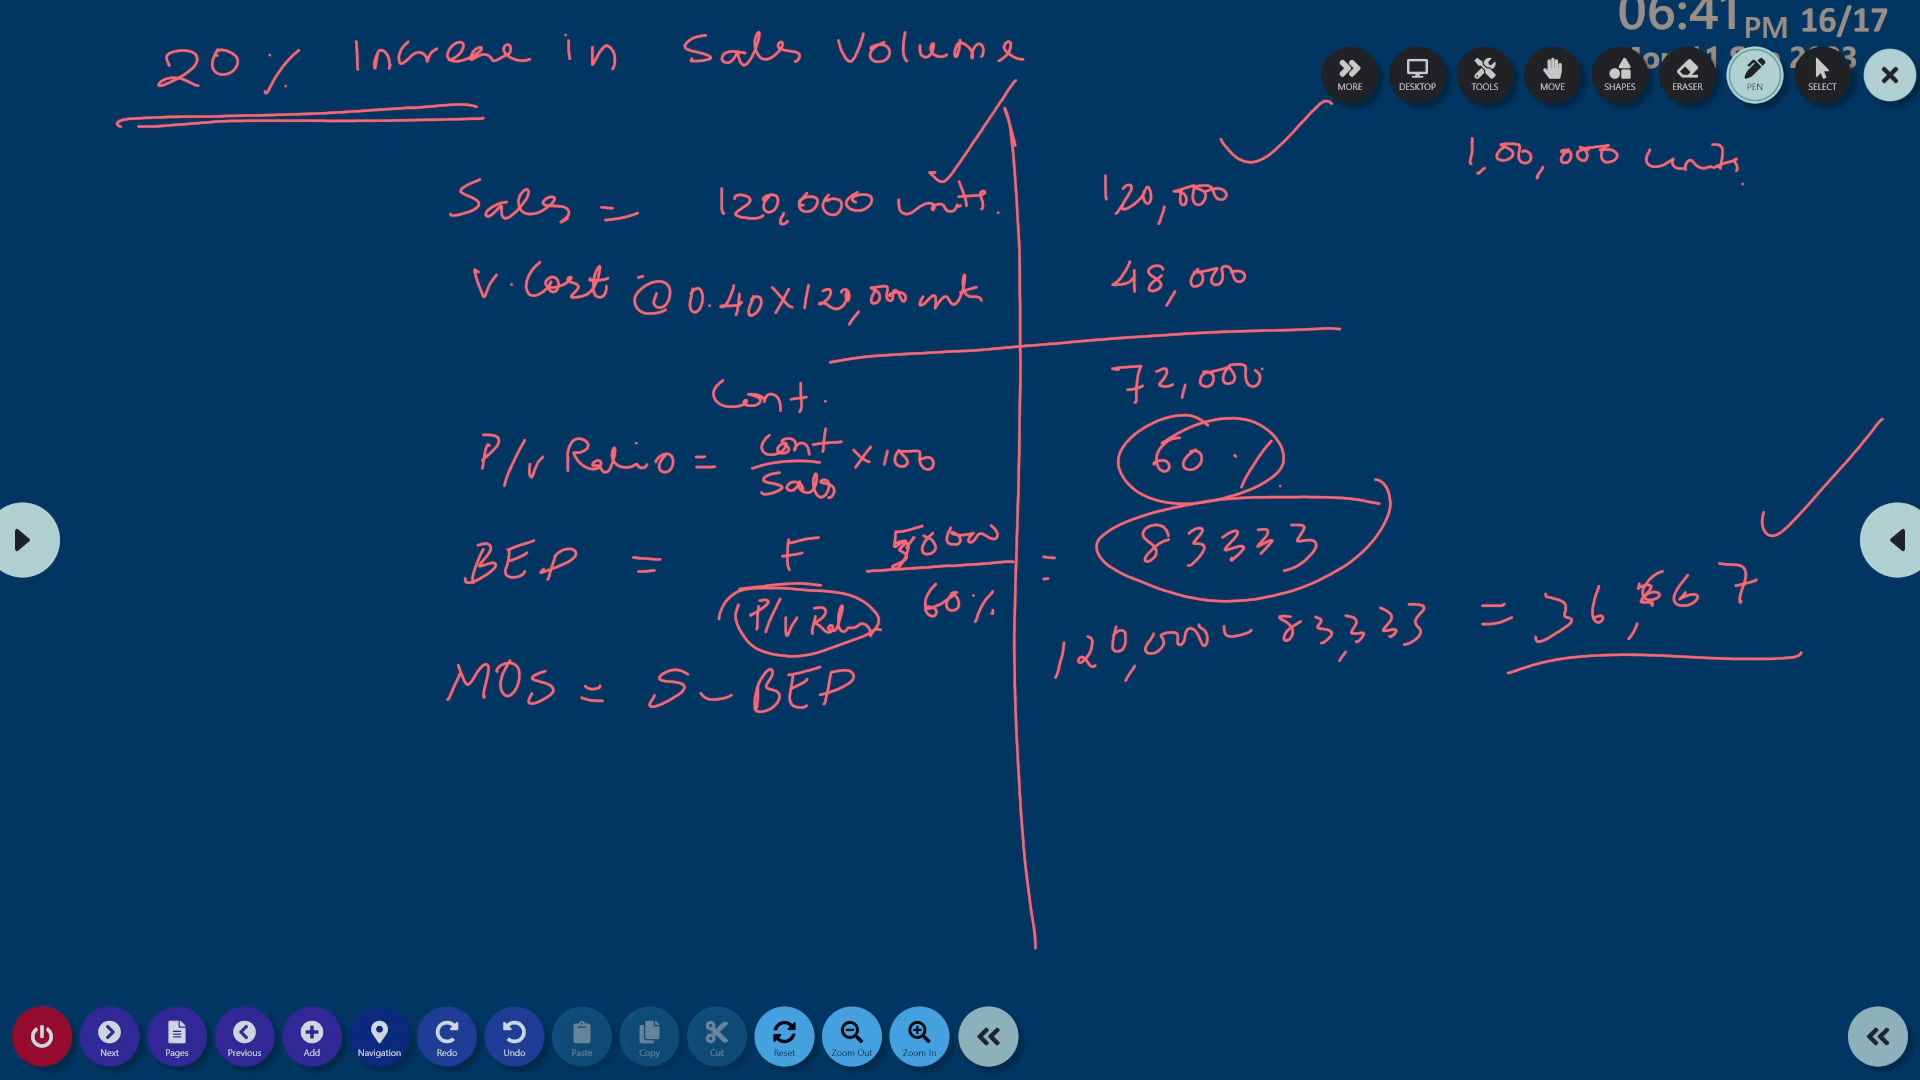 06:41 PM 16/17
20% Increase in Sales Volume
MORE DESKTOP TOOLS MOVE SHAPES ERASER PEN SELECT
1,00,000 units.
Sales = 120,000 units. 120,000
V. Cost @ 0.40 X 120,000 units 48,000
Cont. 72,000
P/V Ratio = Cont / Sales X 100 60%
BEP = F / P/V Ratio 50000 / 60% = 83333
MOS = S - BEP 120,000 - 83,333 = 36,667
Next Pages Previous Add Navigation Redo Undo Paste Copy Cut Reset Zoom Out Zoom In